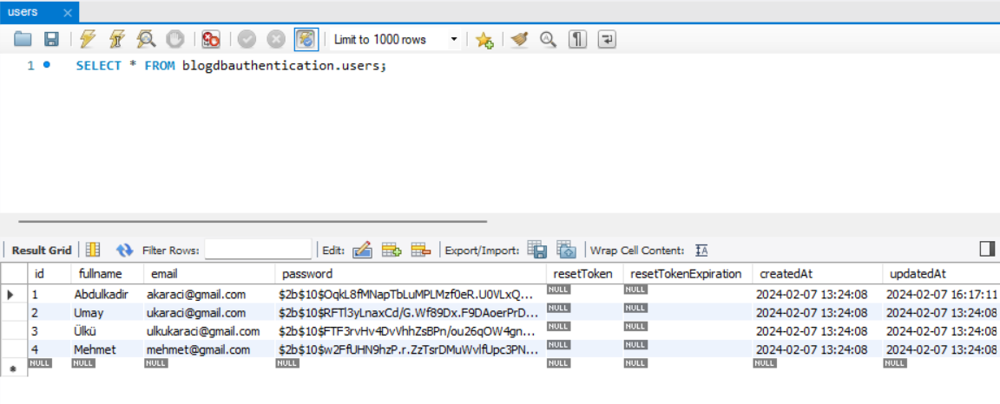 users
Limit to 1000 rows
1 SELECT * FROM blogdbauthentication.users;
Result Grid Filter Rows: Edit: Export/Import: Wrap Cell Content:
id fullname email password resetToken resetTokenExpiration createdAt updatedAt
1 Abdulkadir akaraci@gmail.com $2b$10$OqkL8fMNapTbLuMPLMzf0eR.U0VLxQ... NULL NULL 2024-02-07 13:24:08 2024-02-07 16:17:11
2 Umay ukaraci@gmail.com $2b$10$RFTl3yLnaxCd/G.Wf89Dx.F9DAoerPrD... NULL NULL 2024-02-07 13:24:08 2024-02-07 13:24:08
3 Ülkü ulkukaraci@gmail.com $2b$10$FTF3rvHv4DvVhhZsBPn/ou26qOW4gn... NULL NULL 2024-02-07 13:24:08 2024-02-07 13:24:08
4 Mehmet mehmet@gmail.com $2b$10$w2FfUHN9hzP.r.ZzTsrDMuWvlfUpc3PN... NULL NULL 2024-02-07 13:24:08 2024-02-07 13:24:08
NULL NULL NULL NULL NULL NULL NULL NULL